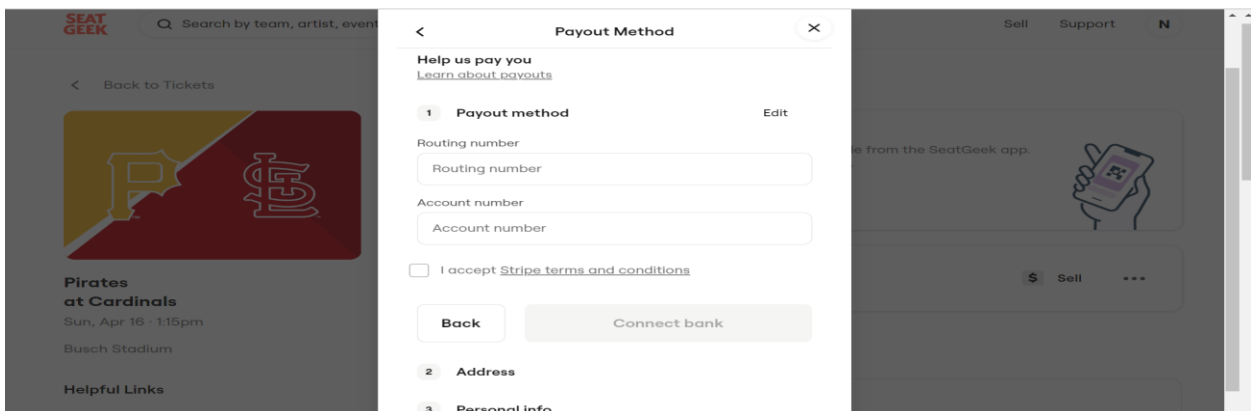 SEAT
GEEK
Search by team, artist, event
Sell
Support
N
Payout Method
Back to Tickets
Help us pay you
Learn about payouts
1 Payout method
Edit
Routing number
Routing number
Account number
Account number
I accept Stripe terms and conditions
Back
Connect bank
2 Address
3 Personal info
P
STL
Pirates
at Cardinals
Sun, Apr 16 · 1:15pm
Busch Stadium
Helpful Links
from the SeatGeek app.
$ Sell